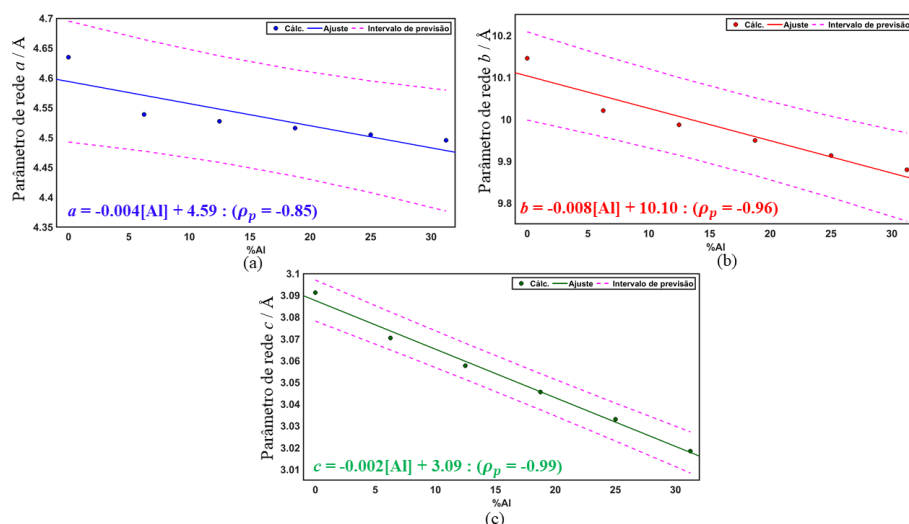 Parâmetro de rede a / Å
4.7
4.65
4.6
4.55
4.5
4.45
4.4
4.35
Câlc. Ajuste Intervalo de previsão
a = -0.004[Al] + 4.59 : (ρp = -0.85)
0 5 10 15 20 25 30
%Al
(a)
Parâmetro de rede b / Å
10.2
10.1
10
9.9
9.8
Câlc. Ajuste Intervalo de previsão
b = -0.008[Al] + 10.10 : (ρp = -0.96)
0 5 10 15 20 25 30
%Al
(b)
Parâmetro de rede c / Å
3.1
3.09
3.08
3.07
3.06
3.05
3.04
3.03
3.02
3.01
Câlc. Ajuste Intervalo de previsão
c = -0.002[Al] + 3.09 : (ρp = -0.99)
0 5 10 15 20 25 30
%Al
(c)